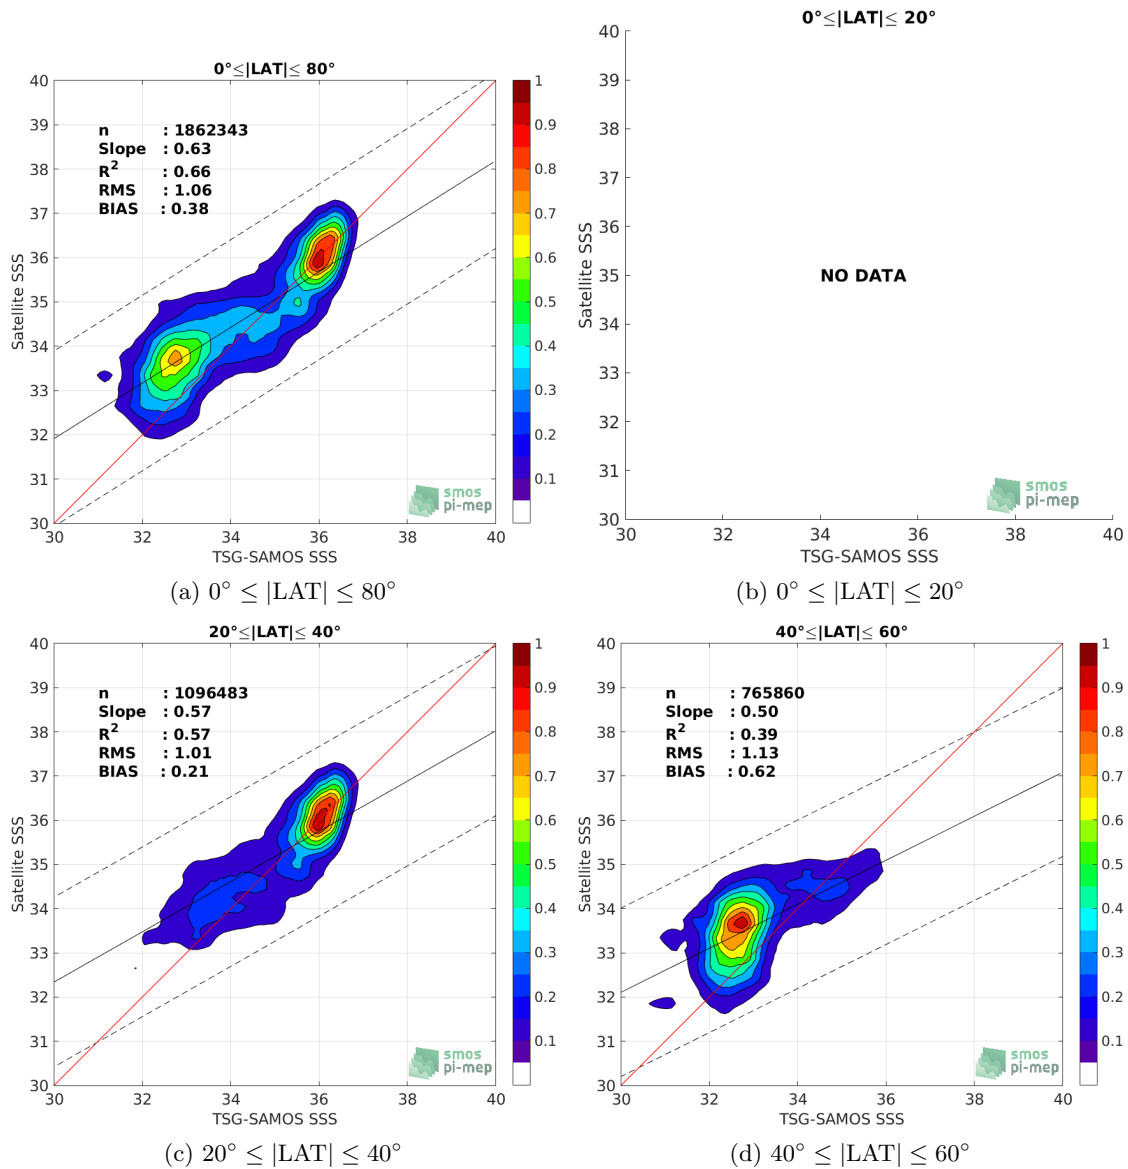 0°≤|LAT|≤ 80°
40
39
38
37
36
35
34
33
32
31
30
30
32
34
36
38
40
Satellite SSS
TSG-SAMOS SSS
n : 1862343
Slope : 0.63
R² : 0.66
RMS : 1.06
BIAS : 0.38
1
0.9
0.8
0.7
0.6
0.5
0.4
0.3
0.2
0.1
smos
pi-mep
(a) 0° ≤ |LAT| ≤ 80°
0°≤|LAT|≤ 20°
40
39
38
37
36
35
34
33
32
31
30
30
32
34
36
38
40
Satellite SSS
TSG-SAMOS SSS
NO DATA
smos
pi-mep
(b) 0° ≤ |LAT| ≤ 20°
20°≤|LAT|≤ 40°
40
39
38
37
36
35
34
33
32
31
30
30
32
34
36
38
40
Satellite SSS
TSG-SAMOS SSS
n : 1096483
Slope : 0.57
R² : 0.57
RMS : 1.01
BIAS : 0.21
1
0.9
0.8
0.7
0.6
0.5
0.4
0.3
0.2
0.1
smos
pi-mep
(c) 20° ≤ |LAT| ≤ 40°
40°≤|LAT|≤ 60°
40
39
38
37
36
35
34
33
32
31
30
30
32
34
36
38
40
Satellite SSS
TSG-SAMOS SSS
n : 765860
Slope : 0.50
R² : 0.39
RMS : 1.13
BIAS : 0.62
1
0.9
0.8
0.7
0.6
0.5
0.4
0.3
0.2
0.1
smos
pi-mep
(d) 40° ≤ |LAT| ≤ 60°